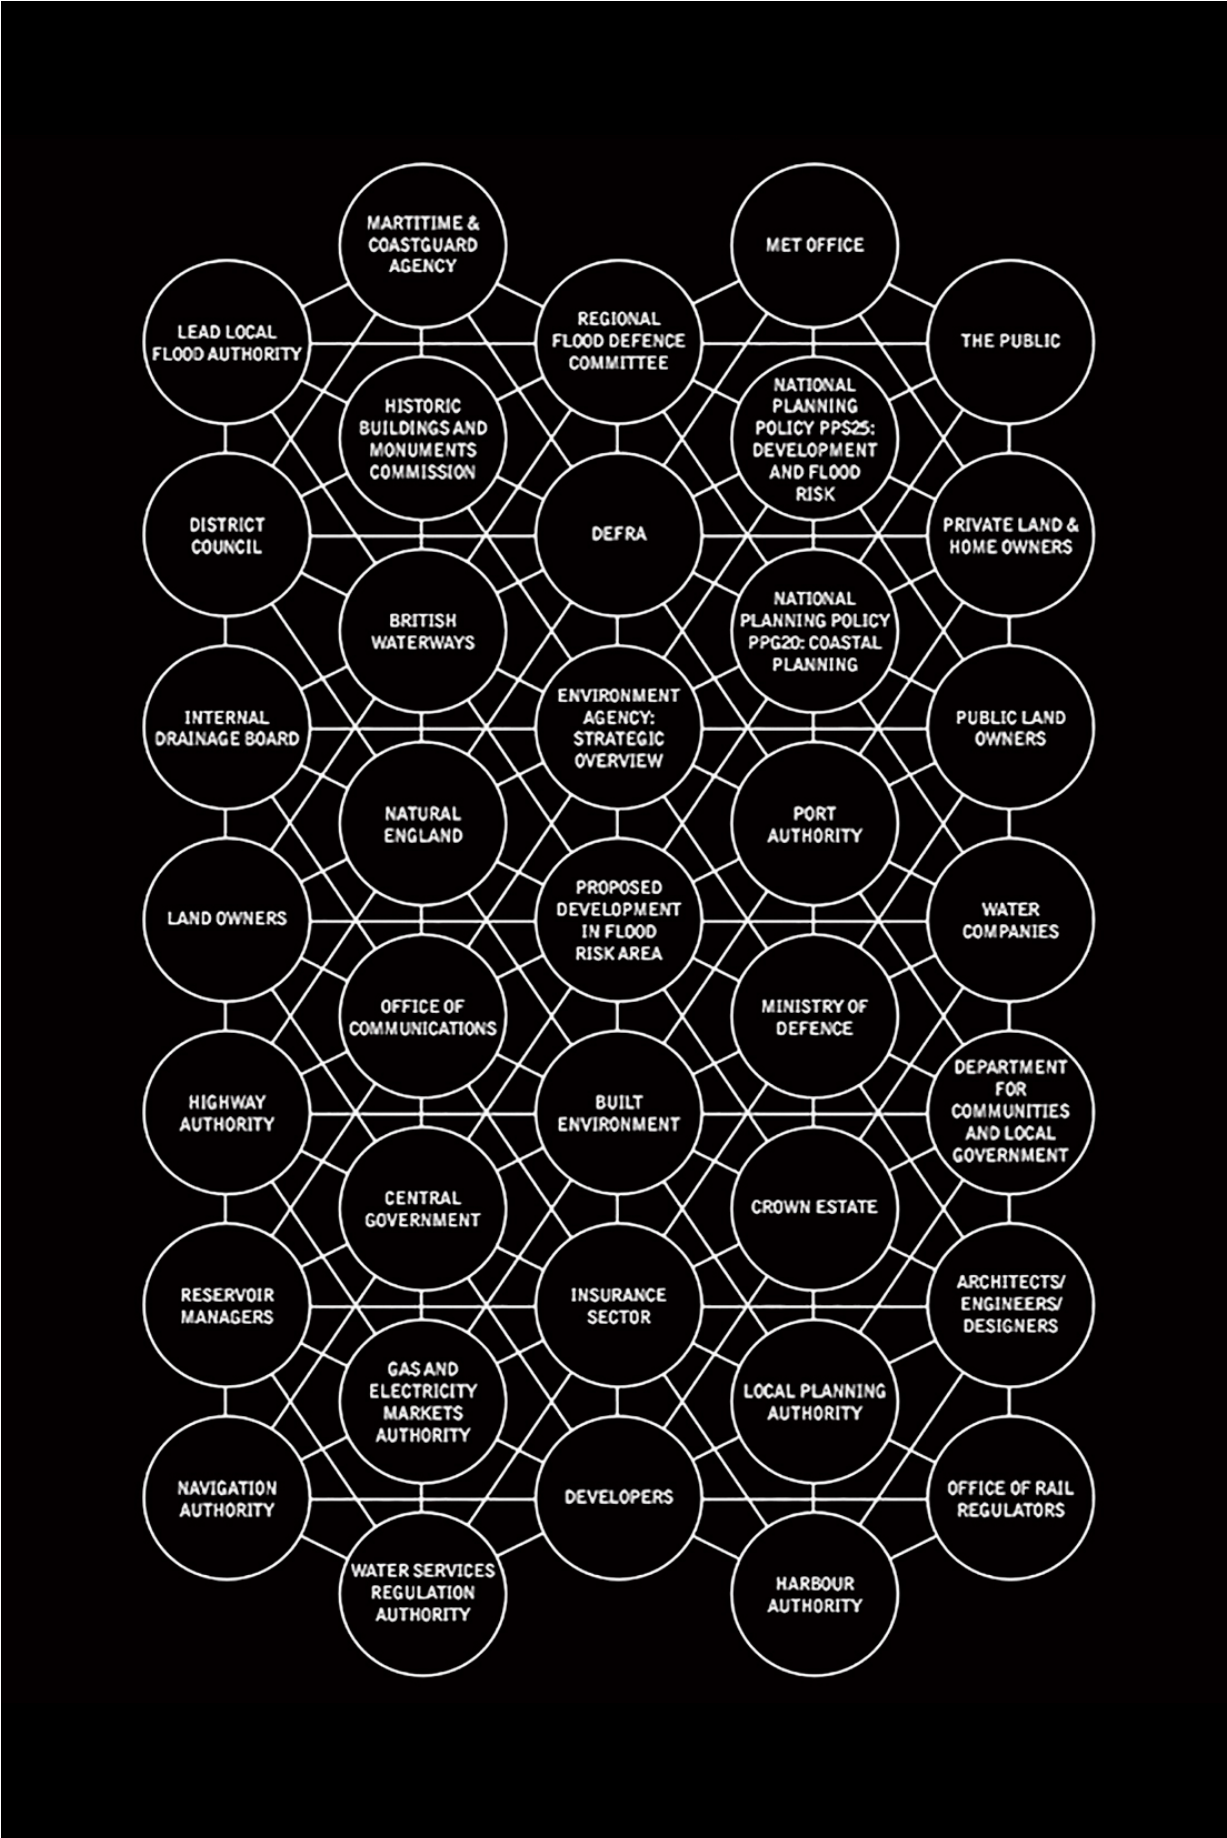 MARTITIME &
COASTGUARD
AGENCY
MET OFFICE
LEAD LOCAL
FLOOD AUTHORITY
REGIONAL
FLOOD DEFENCE
COMMITTEE
THE PUBLIC
HISTORIC
BUILDINGS AND
MONUMENTS
COMMISSION
NATIONAL
PLANNING
POLICY PPS25:
DEVELOPMENT
AND FLOOD
RISK
DISTRICT
COUNCIL
DEFRA
PRIVATE LAND &
HOME OWNERS
BRITISH
WATERWAYS
NATIONAL
PLANNING POLICY
PPG20: COASTAL
PLANNING
INTERNAL
DRAINAGE BOARD
ENVIRONMENT
AGENCY:
STRATEGIC
OVERVIEW
PUBLIC LAND
OWNERS
NATURAL
ENGLAND
PORT
AUTHORITY
LAND OWNERS
PROPOSED
DEVELOPMENT
IN FLOOD
RISK AREA
WATER
COMPANIES
OFFICE OF
COMMUNICATIONS
MINISTRY OF
DEFENCE
HIGHWAY
AUTHORITY
BUILT
ENVIRONMENT
DEPARTMENT
FOR
COMMUNITIES
AND LOCAL
GOVERNMENT
CENTRAL
GOVERNMENT
CROWN ESTATE
RESERVOIR
MANAGERS
INSURANCE
SECTOR
ARCHITECTS/
ENGINEERS/
DESIGNERS
GAS AND
ELECTRICITY
MARKETS
AUTHORITY
LOCAL PLANNING
AUTHORITY
NAVIGATION
AUTHORITY
DEVELOPERS
OFFICE OF RAIL
REGULATORS
WATER SERVICES
REGULATION
AUTHORITY
HARBOUR
AUTHORITY